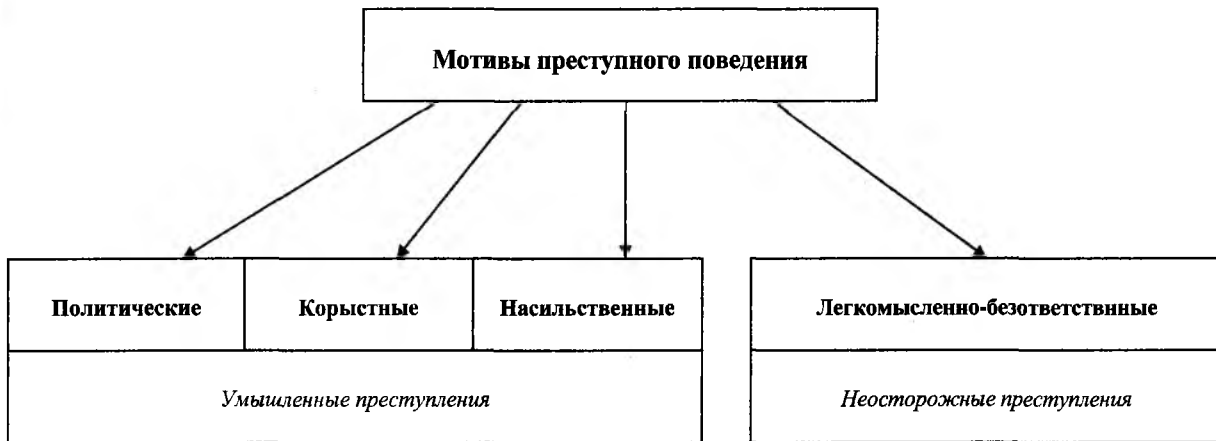 Мотивы преступного поведения
Политические
Корыстные
Насильственные
Легкомысленно-безответствнные
Умышленные преступления
Неосторожные преступления